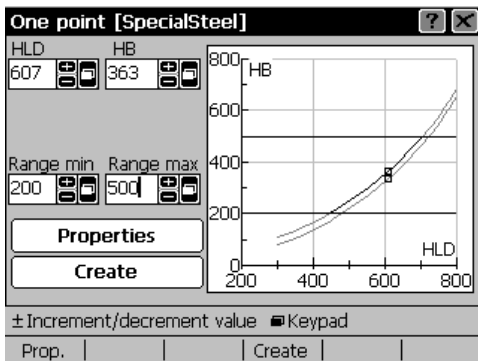 One point [SpecialSteel] ?
HLD HB
607 363
Range min Range max
200 500
Properties
Create
HB
800
600
400
200
0
200 400 600 800
HLD
±Increment/decrement value Keypad
Prop. Create